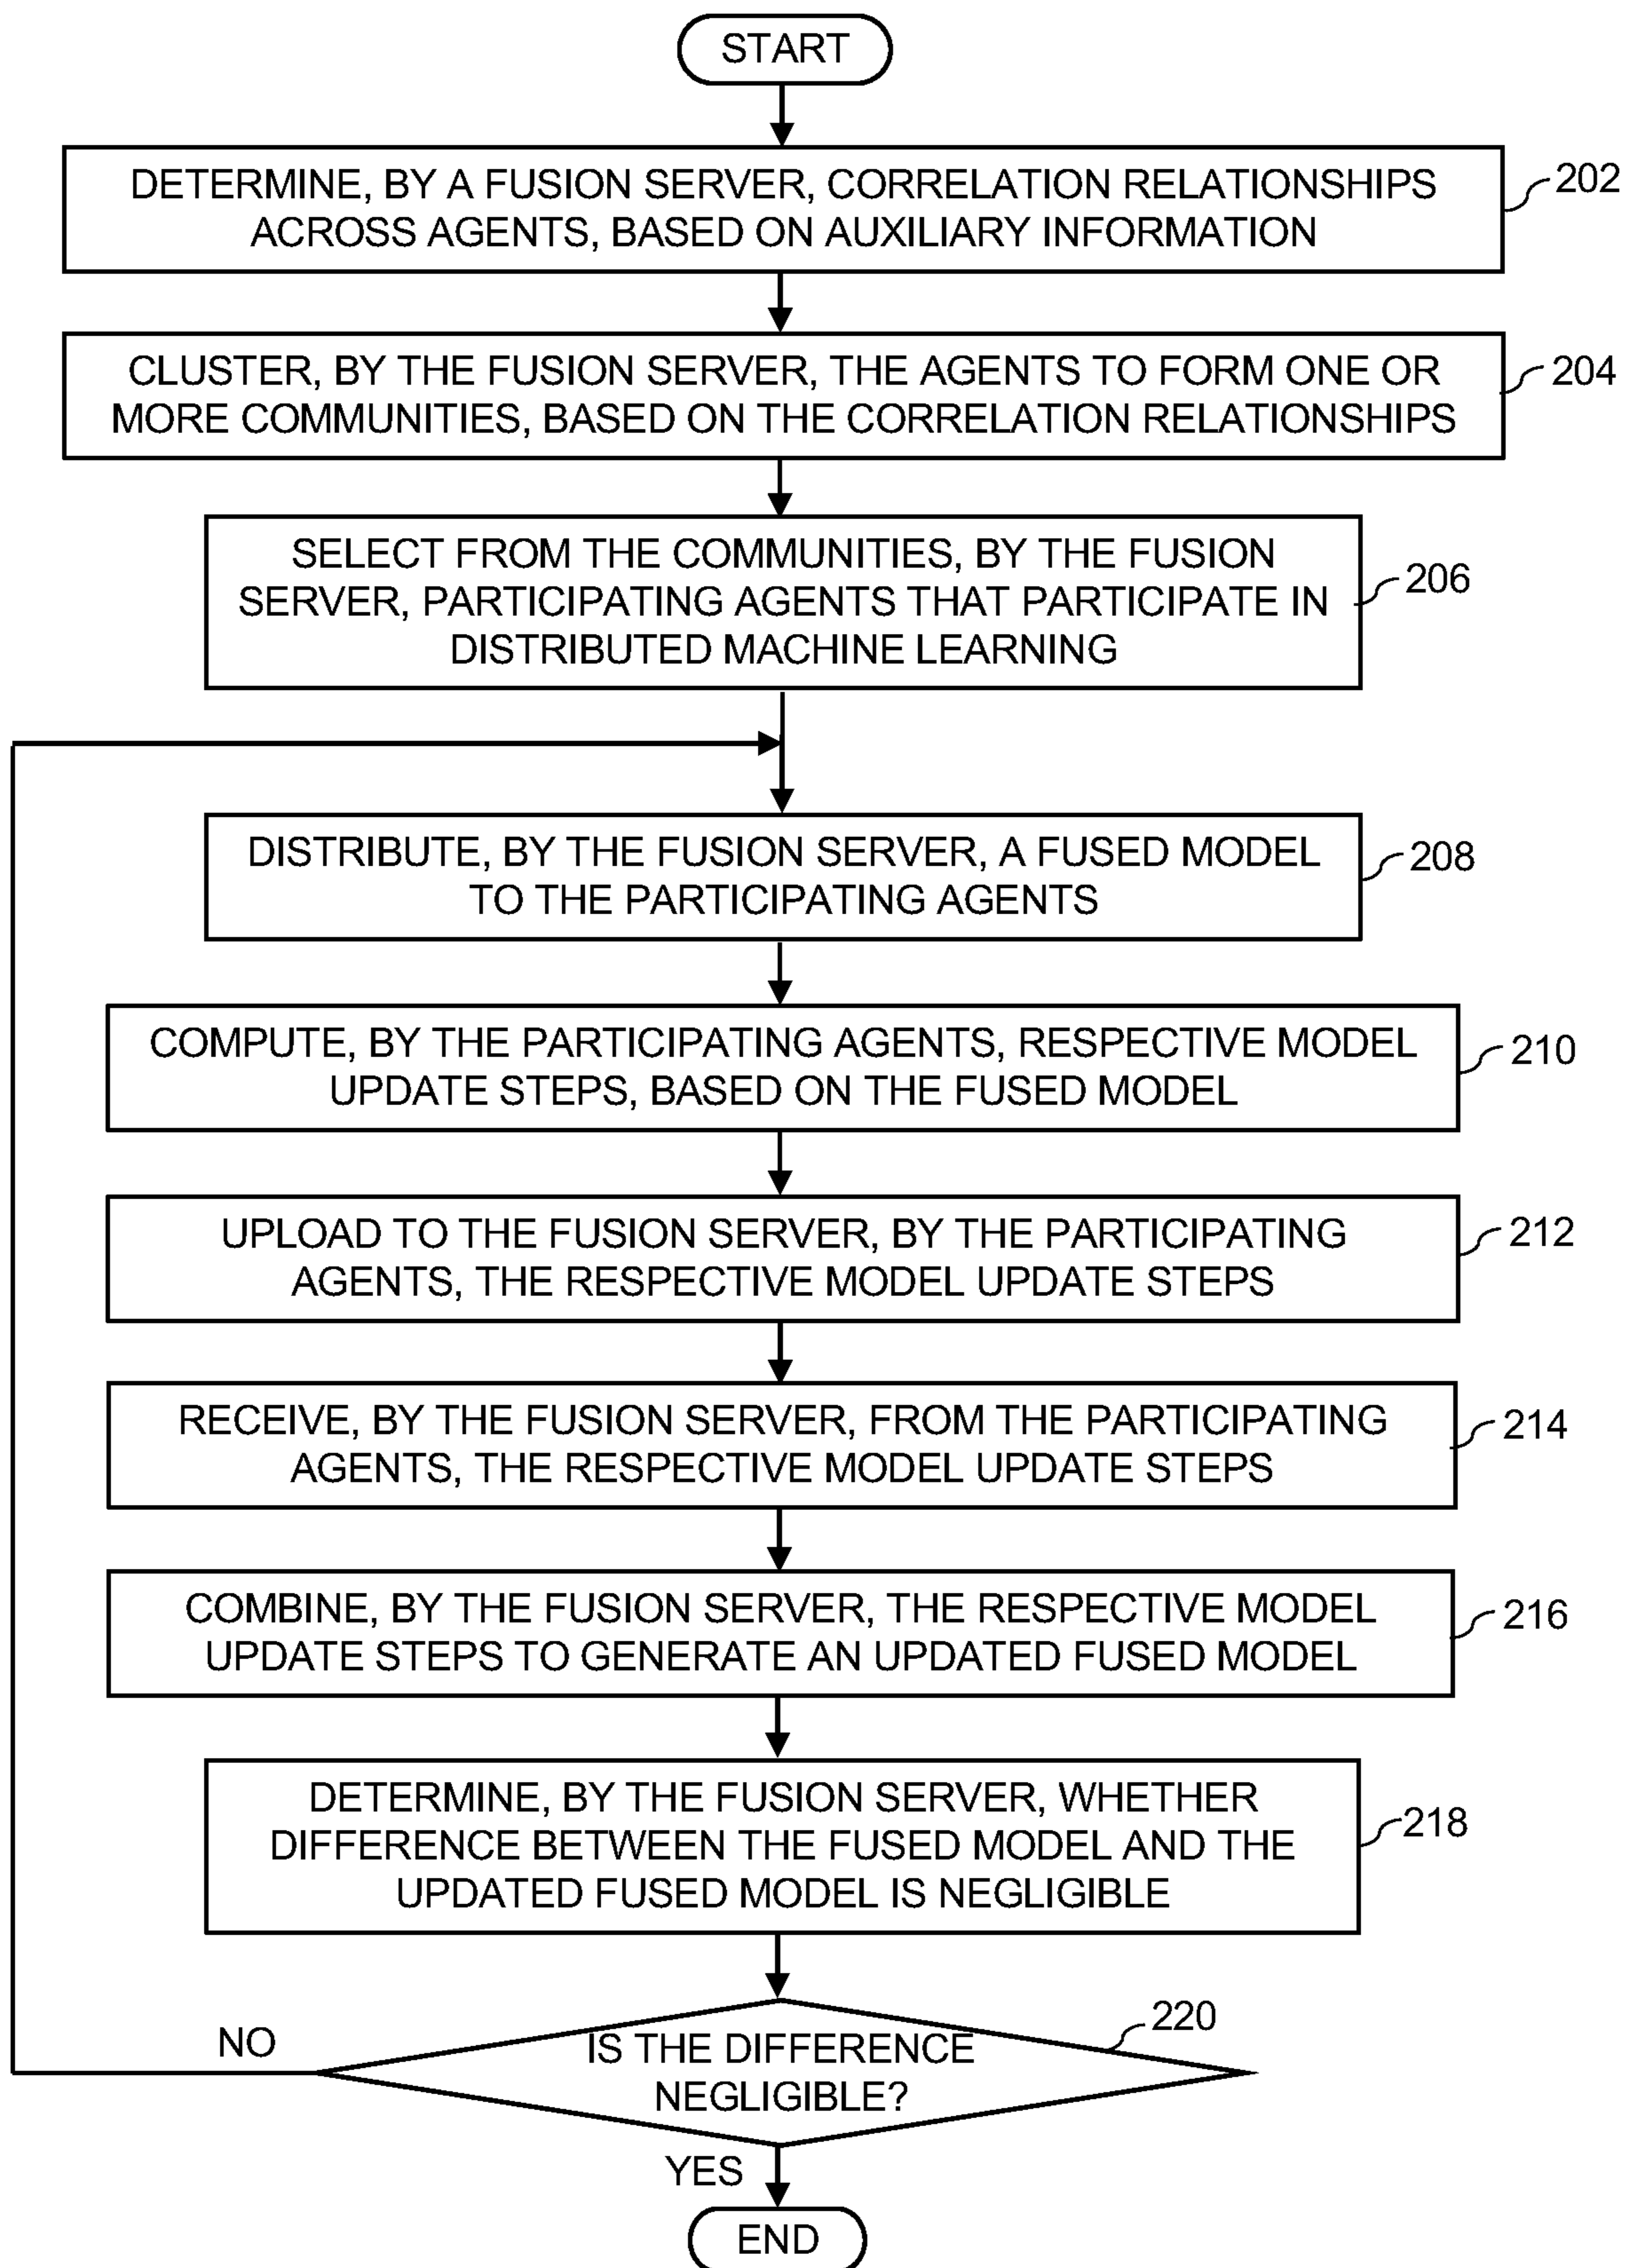 START
DETERMINE, BY A FUSION SERVER, CORRELATION RELATIONSHIPS
ACROSS AGENTS, BASED ON AUXILIARY INFORMATION
202
CLUSTER, BY THE FUSION SERVER, THE AGENTS TO FORM ONE OR
MORE COMMUNITIES, BASED ON THE CORRELATION RELATIONSHIPS
204
SELECT FROM THE COMMUNITIES, BY THE FUSION
SERVER, PARTICIPATING AGENTS THAT PARTICIPATE IN
DISTRIBUTED MACHINE LEARNING
206
DISTRIBUTE, BY THE FUSION SERVER, A FUSED MODEL
TO THE PARTICIPATING AGENTS
208
COMPUTE, BY THE PARTICIPATING AGENTS, RESPECTIVE MODEL
UPDATE STEPS, BASED ON THE FUSED MODEL
210
UPLOAD TO THE FUSION SERVER, BY THE PARTICIPATING
AGENTS, THE RESPECTIVE MODEL UPDATE STEPS
212
RECEIVE, BY THE FUSION SERVER, FROM THE PARTICIPATING
AGENTS, THE RESPECTIVE MODEL UPDATE STEPS
214
COMBINE, BY THE FUSION SERVER, THE RESPECTIVE MODEL
UPDATE STEPS TO GENERATE AN UPDATED FUSED MODEL
216
DETERMINE, BY THE FUSION SERVER, WHETHER
DIFFERENCE BETWEEN THE FUSED MODEL AND THE
UPDATED FUSED MODEL IS NEGLIGIBLE
218
NO
IS THE DIFFERENCE
NEGLIGIBLE?
220
YES
END